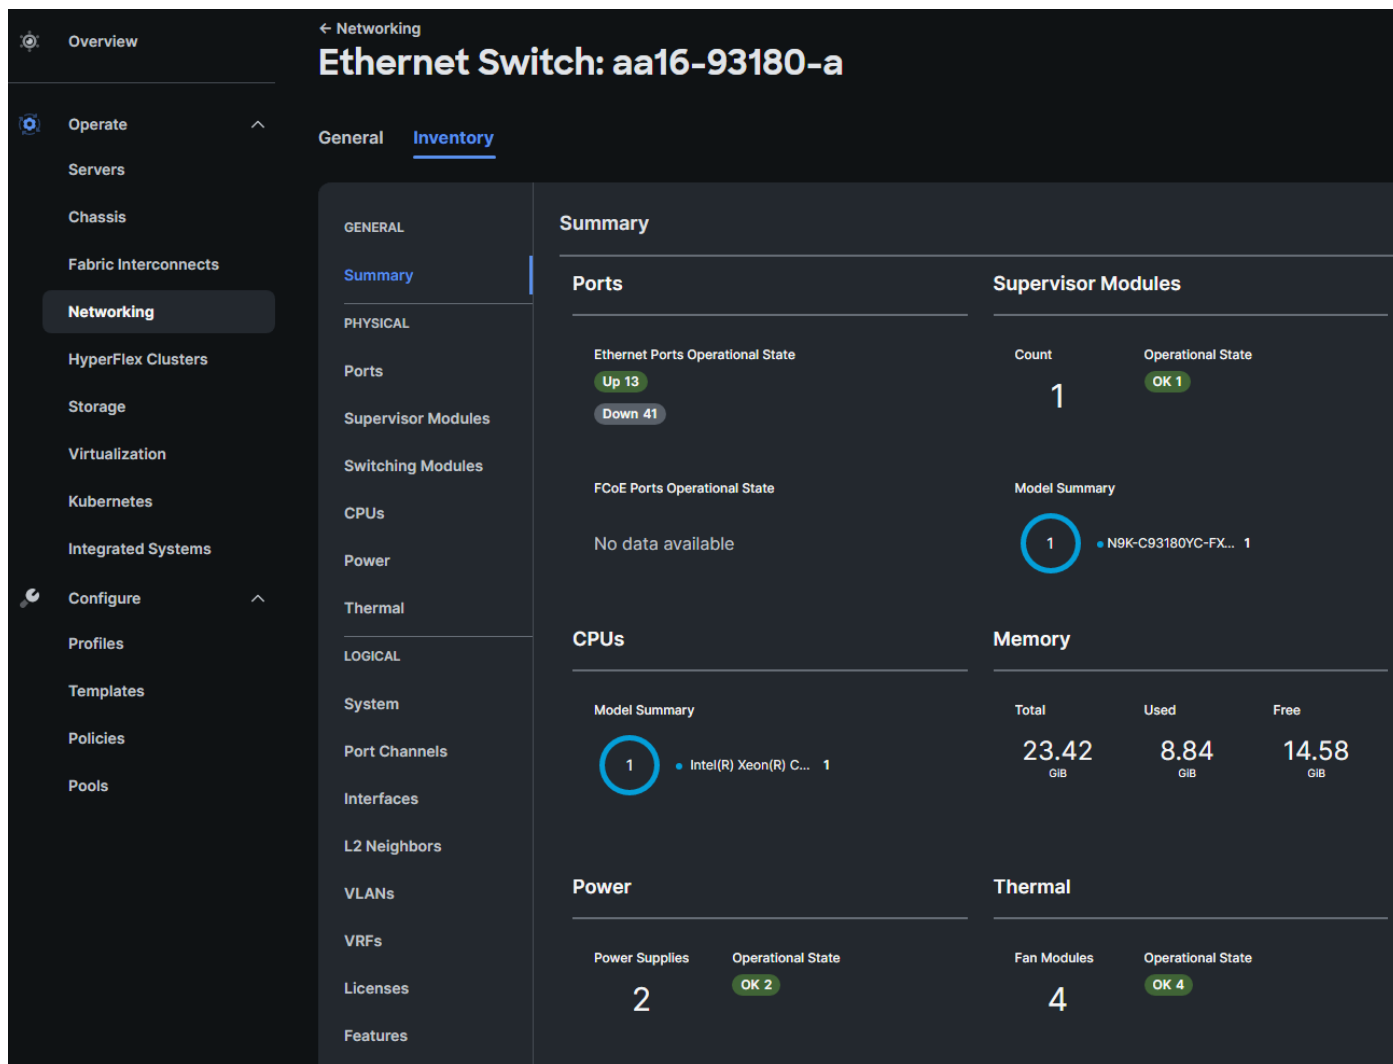 Overview
Operate
Servers
Chassis
Fabric Interconnects
Networking
HyperFlex Clusters
Storage
Virtualization
Kubernetes
Integrated Systems
Configure
Profiles
Templates
Policies
Pools
← Networking
Ethernet Switch: aa16-93180-a
General Inventory
GENERAL
Summary
PHYSICAL
Ports
Supervisor Modules
Switching Modules
CPUs
Power
Thermal
LOGICAL
System
Port Channels
Interfaces
L2 Neighbors
VLANs
VRFs
Licenses
Features
Summary
Ports
Ethernet Ports Operational State
Up 13
Down 41
FCoE Ports Operational State
No data available
Supervisor Modules
Count Operational State
1 OK 1
Model Summary
1 N9K-C93180YC-FX... 1
CPUs
Model Summary
1 Intel(R) Xeon(R) C... 1
Memory
Total Used Free
23.42 8.84 14.58
GiB GiB GiB
Power
Power Supplies Operational State
2 OK 2
Thermal
Fan Modules Operational State
4 OK 4